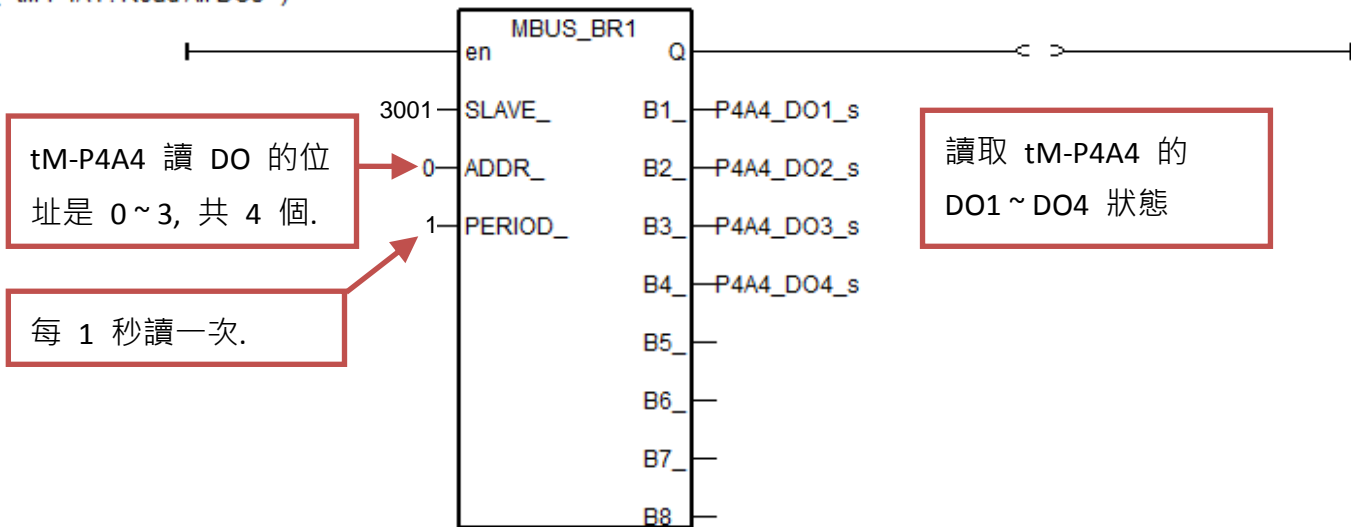 MBUS_BR1
en Q
3001 SLAVE_ B1_ P4A4_DO1_s
0 ADDR_ B2_ P4A4_DO2_s
1 PERIOD_ B3_ P4A4_DO3_s
B4_ P4A4_DO4_s
B5_
B6_
B7_
B8
tM-P4A4 讀 DO 的位
址是 0 ~ 3, 共 4 個.
每 1 秒讀一次.
讀取 tM-P4A4 的
DO1 ~ DO4 狀態